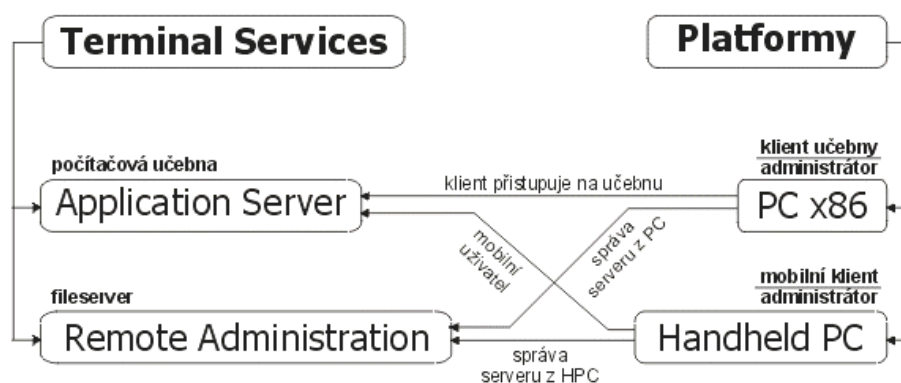 Terminal Services
Platformy
počítačová učebna
Application Server
klient přistupuje na učebnu
klient učebny
administrátor
PC x86
mobilní
uživatel
správa
serveru z PC
fileserver
Remote Administration
správa
serveru z HPC
mobilní klient
administrátor
Handheld PC